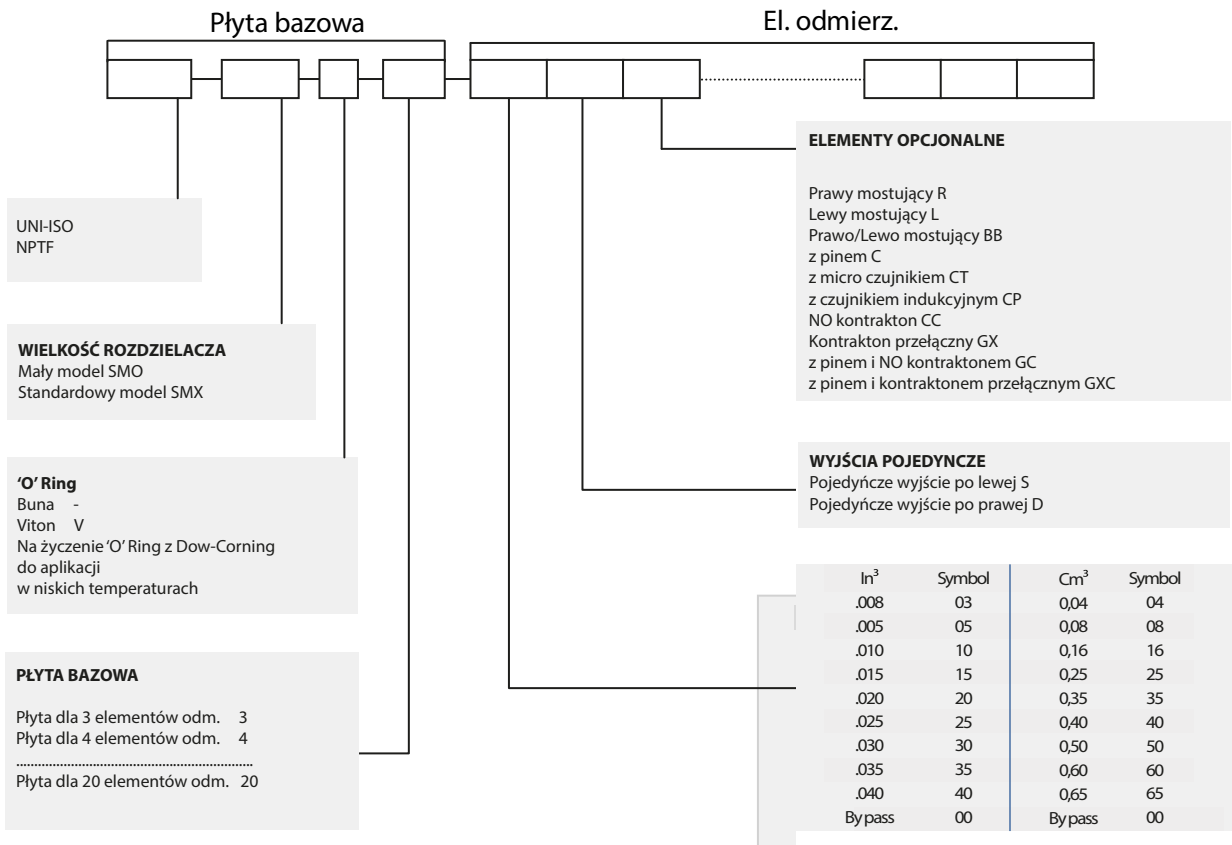 Płyta bazowa
El. odmierz.
UNI-ISO
NPTF
WIELKOŚĆ ROZDZIELACZA
Mały model SMO
Standardowy model SMX
‘O’ Ring
Buna -
Viton V
Na życzenie ‘O’ Ring z Dow-Corning
do aplikacji
w niskich temperaturach
PŁYTA BAZOWA
Płyta dla 3 elementów odm. 3
Płyta dla 4 elementów odm. 4
.................................................................
Płyta dla 20 elementów odm. 20
ELEMENTY OPCJONALNE
Prawy mostujący R
Lewy mostujący L
Prawo/Lewo mostujący BB
z pinem C
z micro czujnikiem CT
z czujnikiem indukcyjnym CP
NO kontrakton CC
Kontrakton przełączny GX
z pinem i NO kontraktonem GC
z pinem i kontraktonem przełącznym GXC
WYJŚCIA POJEDYNCZE
Pojedyńcze wyjście po lewej S
Pojedyńcze wyjście po prawej D
In³ Symbol Cm³ Symbol
.008 03 0,04 04
.005 05 0,08 08
.010 10 0,16 16
.015 15 0,25 25
.020 20 0,35 35
.025 25 0,40 40
.030 30 0,50 50
.035 35 0,60 60
.040 40 0,65 65
By pass 00 By pass 00